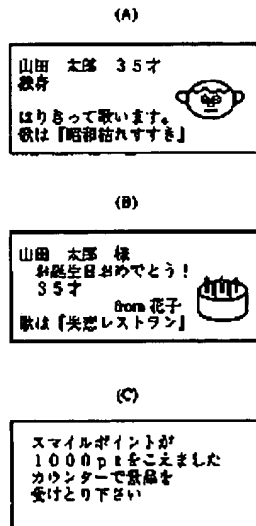 (A)
山田 太郎 35才
独身
はりきって歌います。
歌は『昭和枯れすすき』
(B)
山田 太郎 様
お誕生日おめでとう!
35才
from 花子
歌は『失恋レストラン』
(C)
スマイルポイントが
1000ptをこえました
カウンターで景品を
受けとり下さい